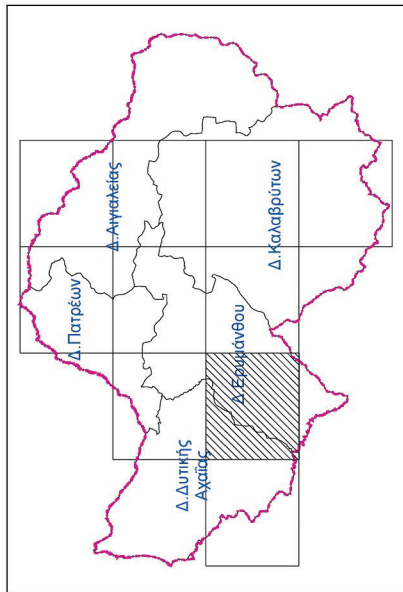 Δ.Πατρέων
Δ.Αιγιαλείας
Δ.Δυτικής
Αχαΐας
Δ.Ερυμάνθου
Δ.Καλαβρύτων